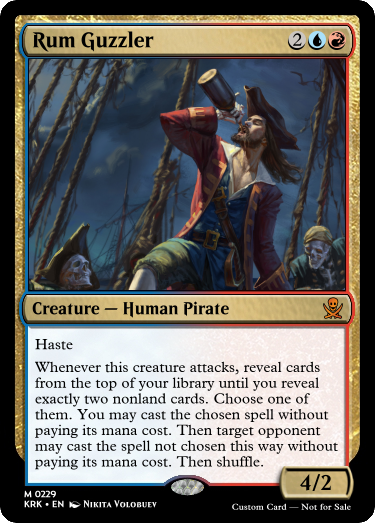 Rum Guzzler 2
Creature — Human Pirate
Haste
Whenever this creature attacks, reveal cards
from the top of your library until you reveal
exactly two nonland cards. Choose one of
them. You may cast the chosen spell without
paying its mana cost. Then target opponent
may cast the spell not chosen this way without
paying its mana cost. Then shuffle.
4/2
M 0229
KRK • EN NIKITA VOLOBUEV
Custom Card — Not for Sale